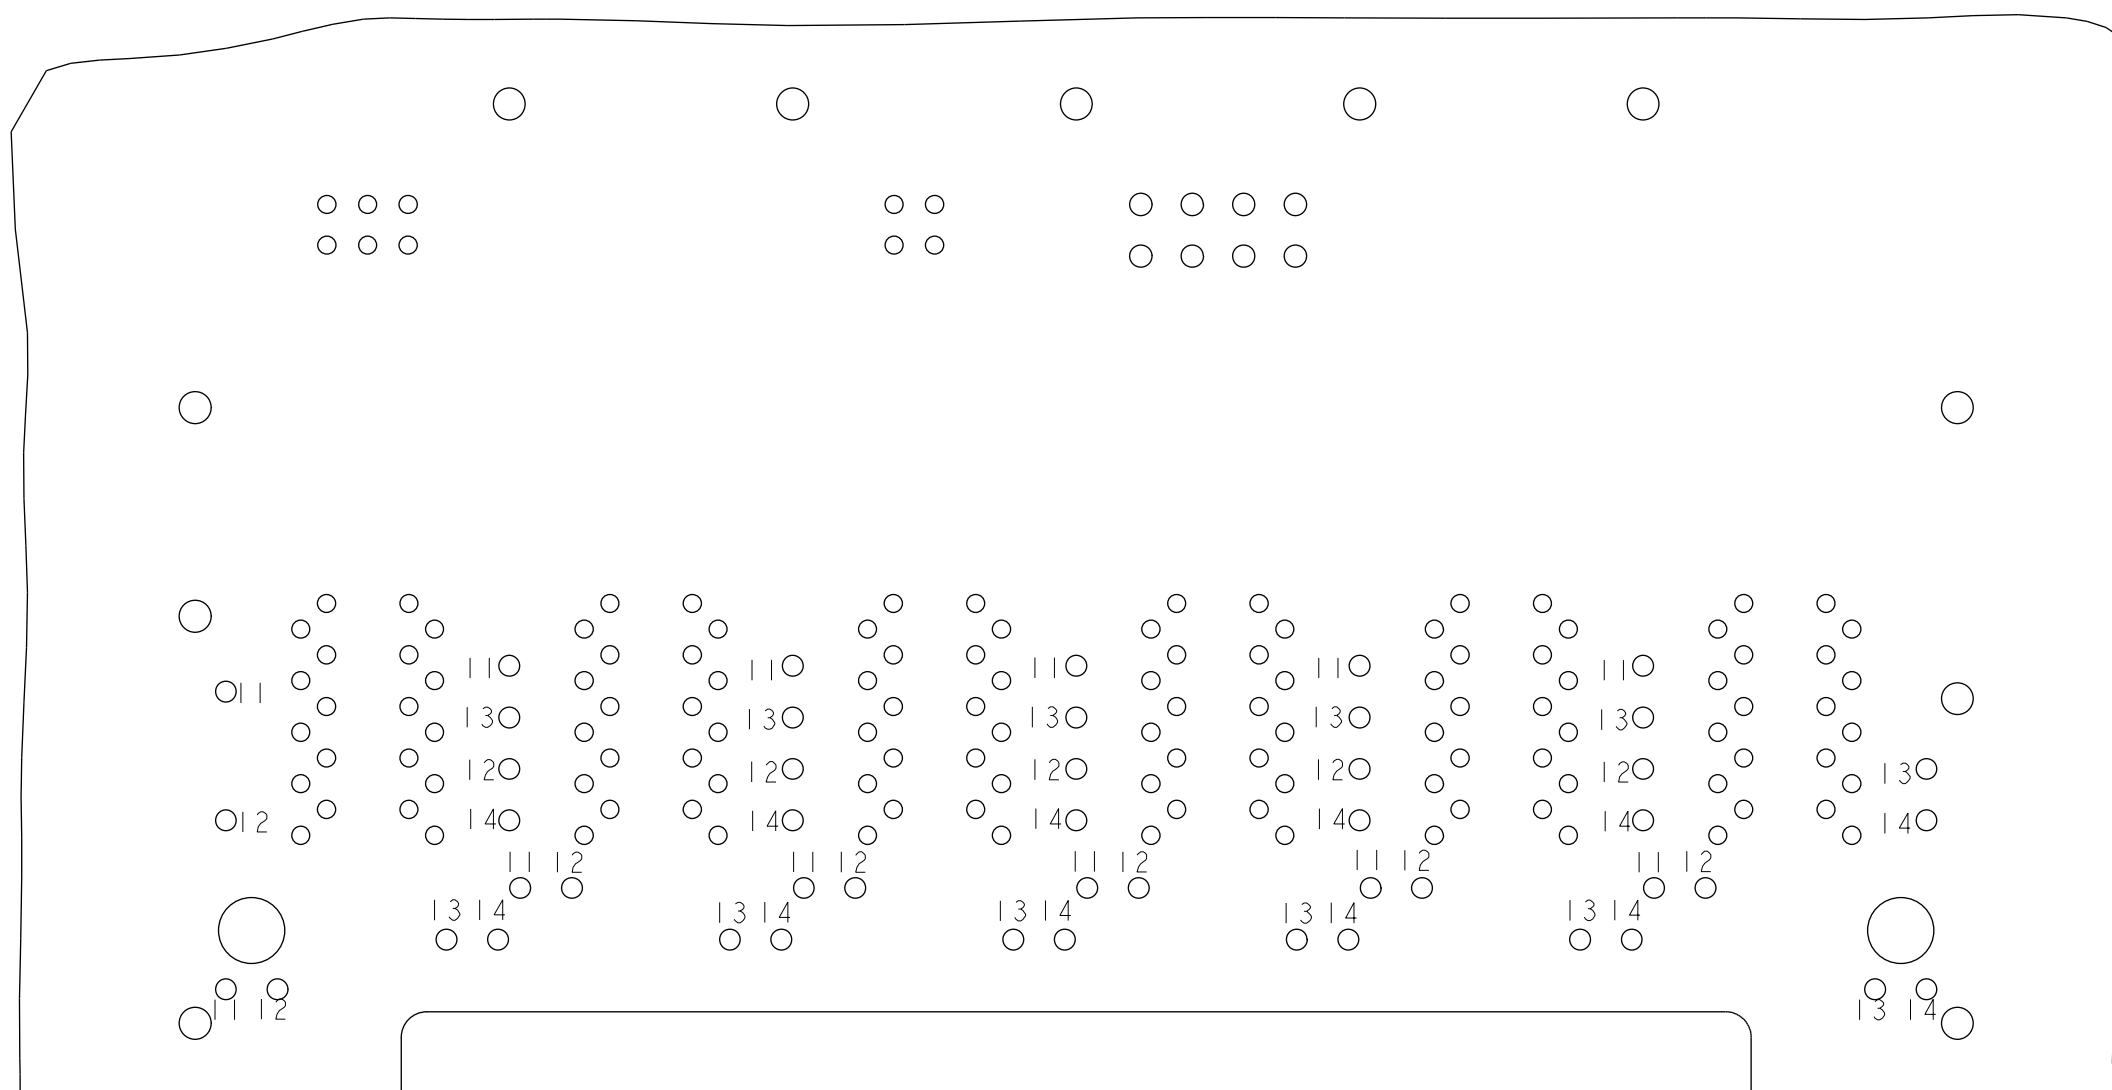 11 11 11 11 11
11
13 13 13 13 13
12 12 12 12 12 13
12 14 14 14 14 14 14
11 12 11 12 11 12 11 12 11 12
13 14 13 14 13 14 13 14 13 14
11 12 13 14